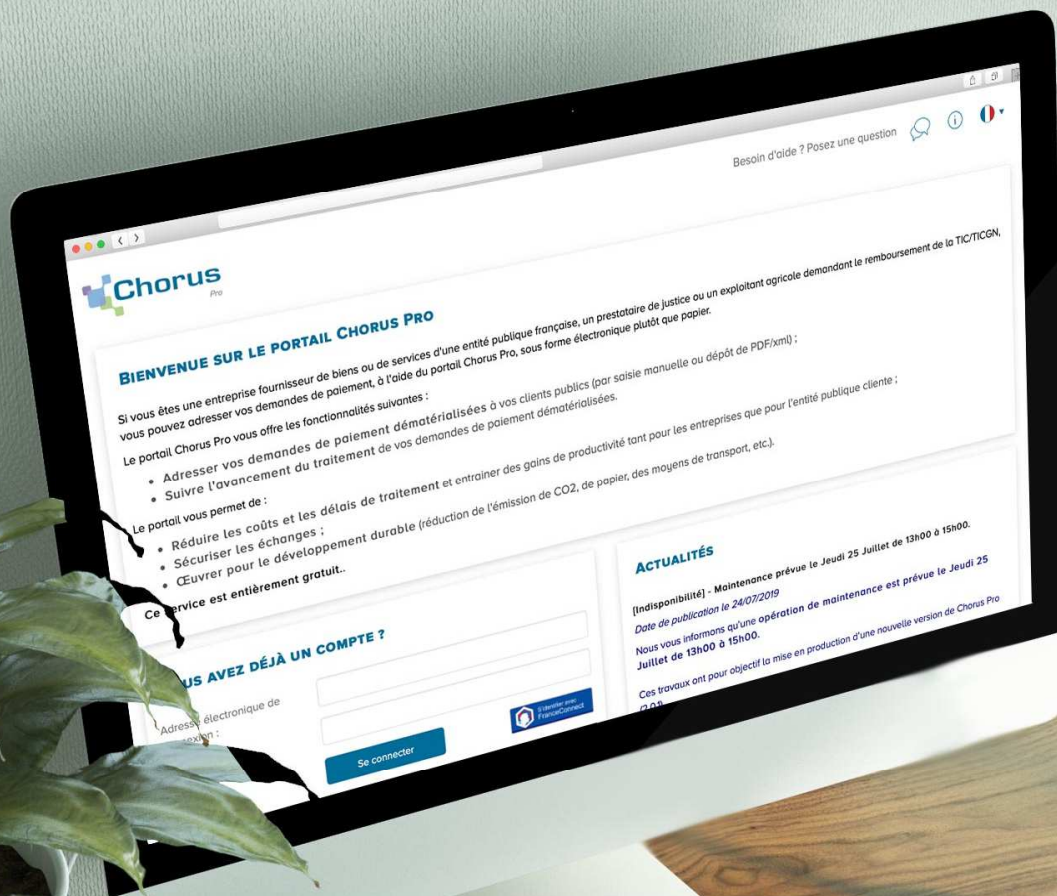 Besoin d'aide ? Posez une question
Chorus
Pro
BIENVENUE SUR LE PORTAIL CHORUS PRO
Si vous êtes une entreprise fournisseur de biens ou de services d'une entité publique française, un prestataire de justice ou un exploitant agricole demandant le remboursement de la TIC/TICGN,
vous pouvez adresser vos demandes de paiement, à l'aide du portail Chorus Pro, sous forme électronique plutôt que papier.
Le portail Chorus Pro vous offre les fonctionnalités suivantes :
• Adresser vos demandes de paiement dématérialisées à vos clients publics (par saisie manuelle ou dépôt de PDF/xml) ;
• Suivre l'avancement du traitement de vos demandes de paiement dématérialisées.
Le portail vous permet de :
• Réduire les coûts et les délais de traitement et entrainer des gains de productivité tant pour les entreprises que pour l'entité publique cliente ;
• Sécuriser les échanges ;
• Œuvrer pour le développement durable (réduction de l'émission de CO2, de papier, des moyens de transport, etc.).
Ce service est entièrement gratuit..
US AVEZ DÉJÀ UN COMPTE ?
Adresse électronique de
nexion :
Se connecter
S'identifier avec
FranceConnect
ACTUALITÉS
[Indisponibilité] - Maintenance prévue le Jeudi 25 Juillet de 13h00 à 15h00.
Date de publication le 24/07/2019
Nous vous informons qu'une opération de maintenance est prévue le Jeudi 25
Juillet de 13h00 à 15h00.
Ces travaux ont pour objectif la mise en production d'une nouvelle version de Chorus Pro